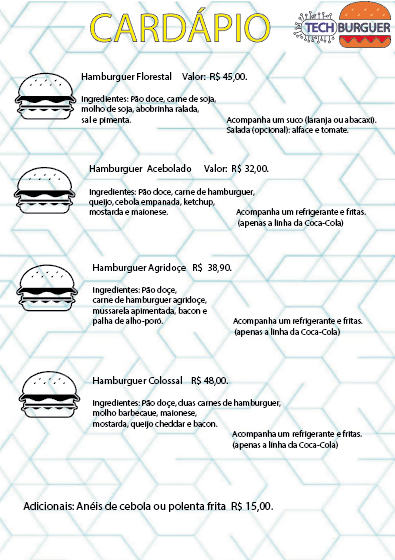 CARDÁPIO
TECHBURGUER
Hamburguer Florestal Valor: R$ 45,00.
Ingredientes: Pão doce, carne de soja,
molho de soja, abobrinha ralada,
sal e pimenta.
Acompanha um suco (laranja ou abacaxi).
Salada (opcional): alface e tomate.
Hamburguer Acebolado Valor: R$ 32,00.
Ingredientes: Pão doce, carne de hamburguer,
queijo, cebola empanada, ketchup,
mostarda e maionese.
Acompanha um refrigerante e fritas.
(apenas a linha da Coca-Cola)
Hamburguer Agridoçe R$ 38,90.
Ingredientes: Pão doçe,
carne de hamburguer agridoçe,
mussarela apimentada, bacon e
palha de alho-poró.
Acompanha um refrigerante e fritas.
(apenas a linha da Coca-Cola)
Hamburguer Colossal R$ 48,00.
Ingredientes: Pão doçe, duas carnes de hamburguer,
molho barbecaue, maionese,
mostarda, queijo cheddar e bacon.
Acompanha um refrigerante e fritas.
(apenas a linha da Coca-Cola)
Adicionais: Anéis de cebola ou polenta frita R$ 15,00.